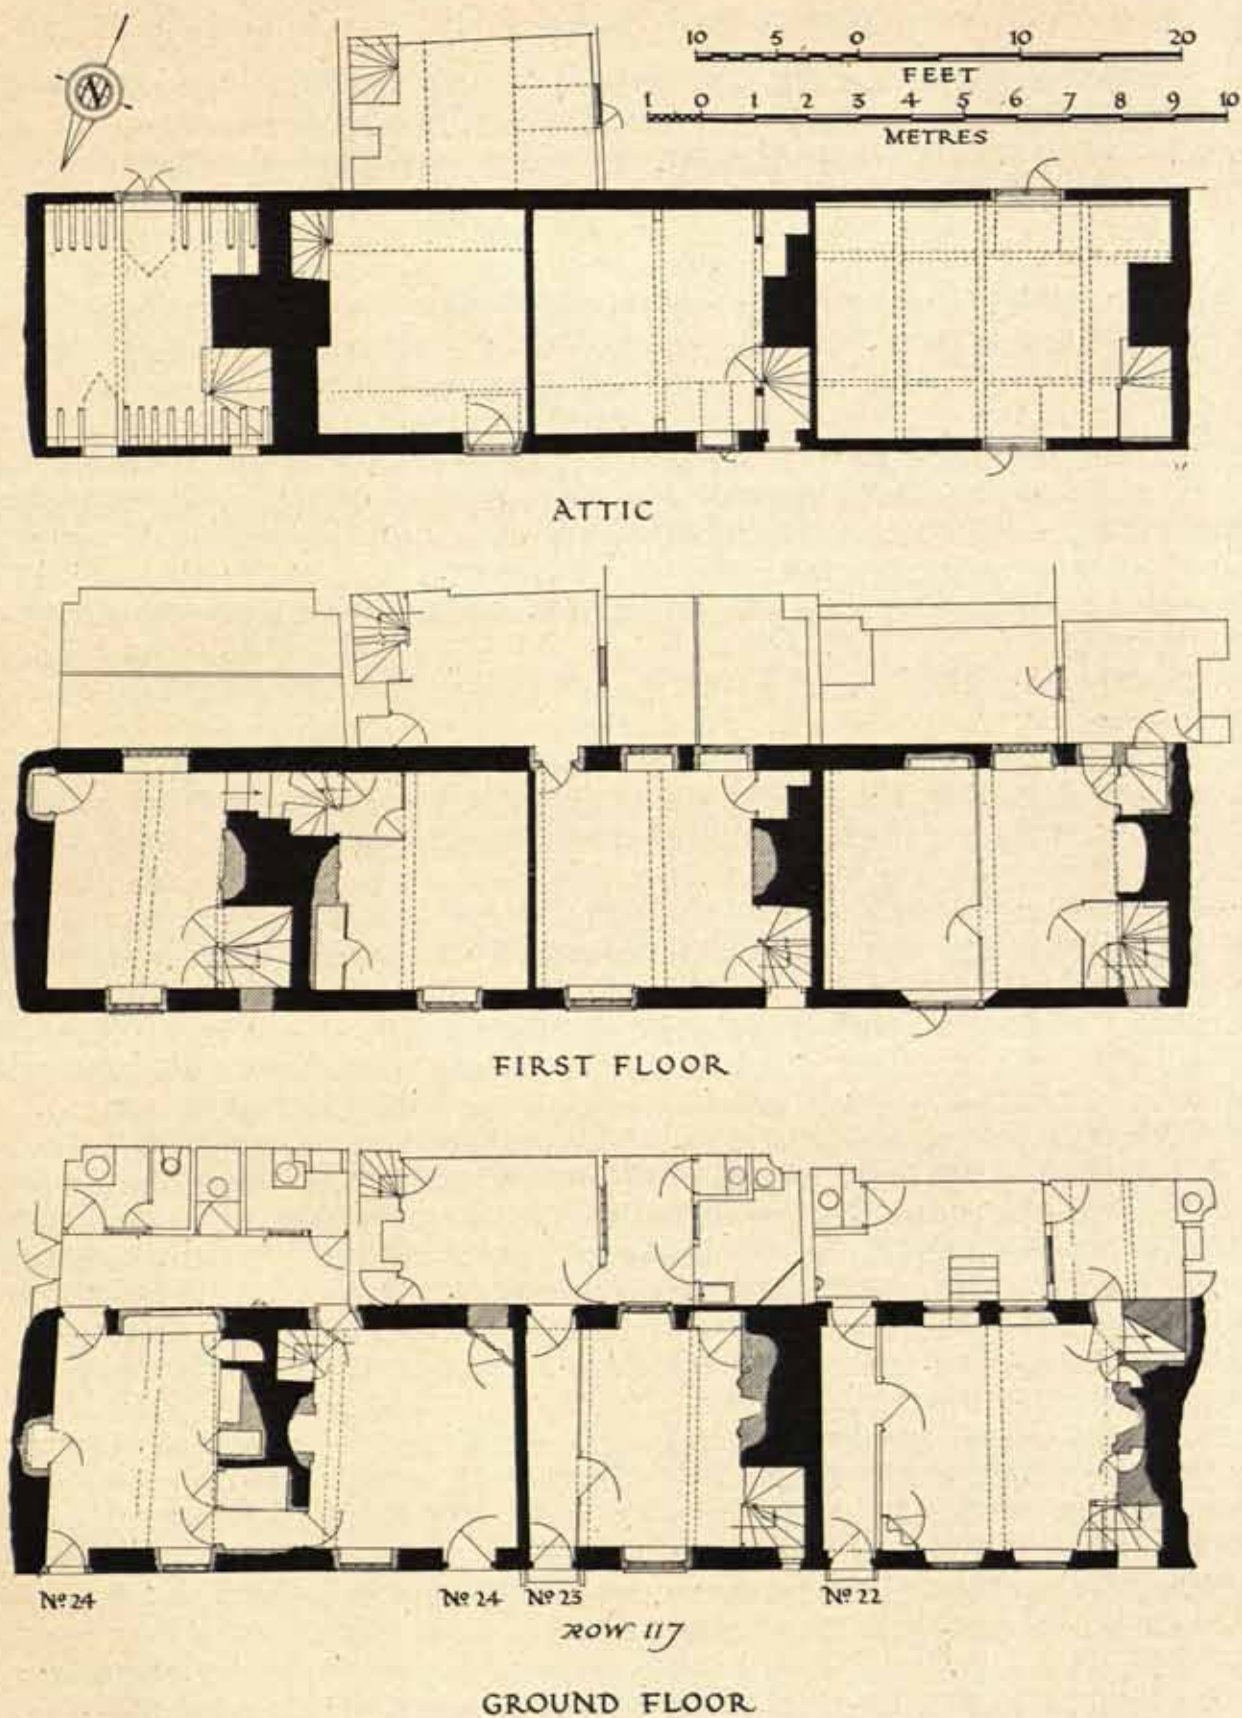 N
10 5 0 10 20
FEET
1 0 1 2 3 4 5 6 7 8 9 10
METRES
ATTIC
FIRST FLOOR
Nº 24 Nº 24 Nº 23 Nº 22
ROW 117
GROUND FLOOR